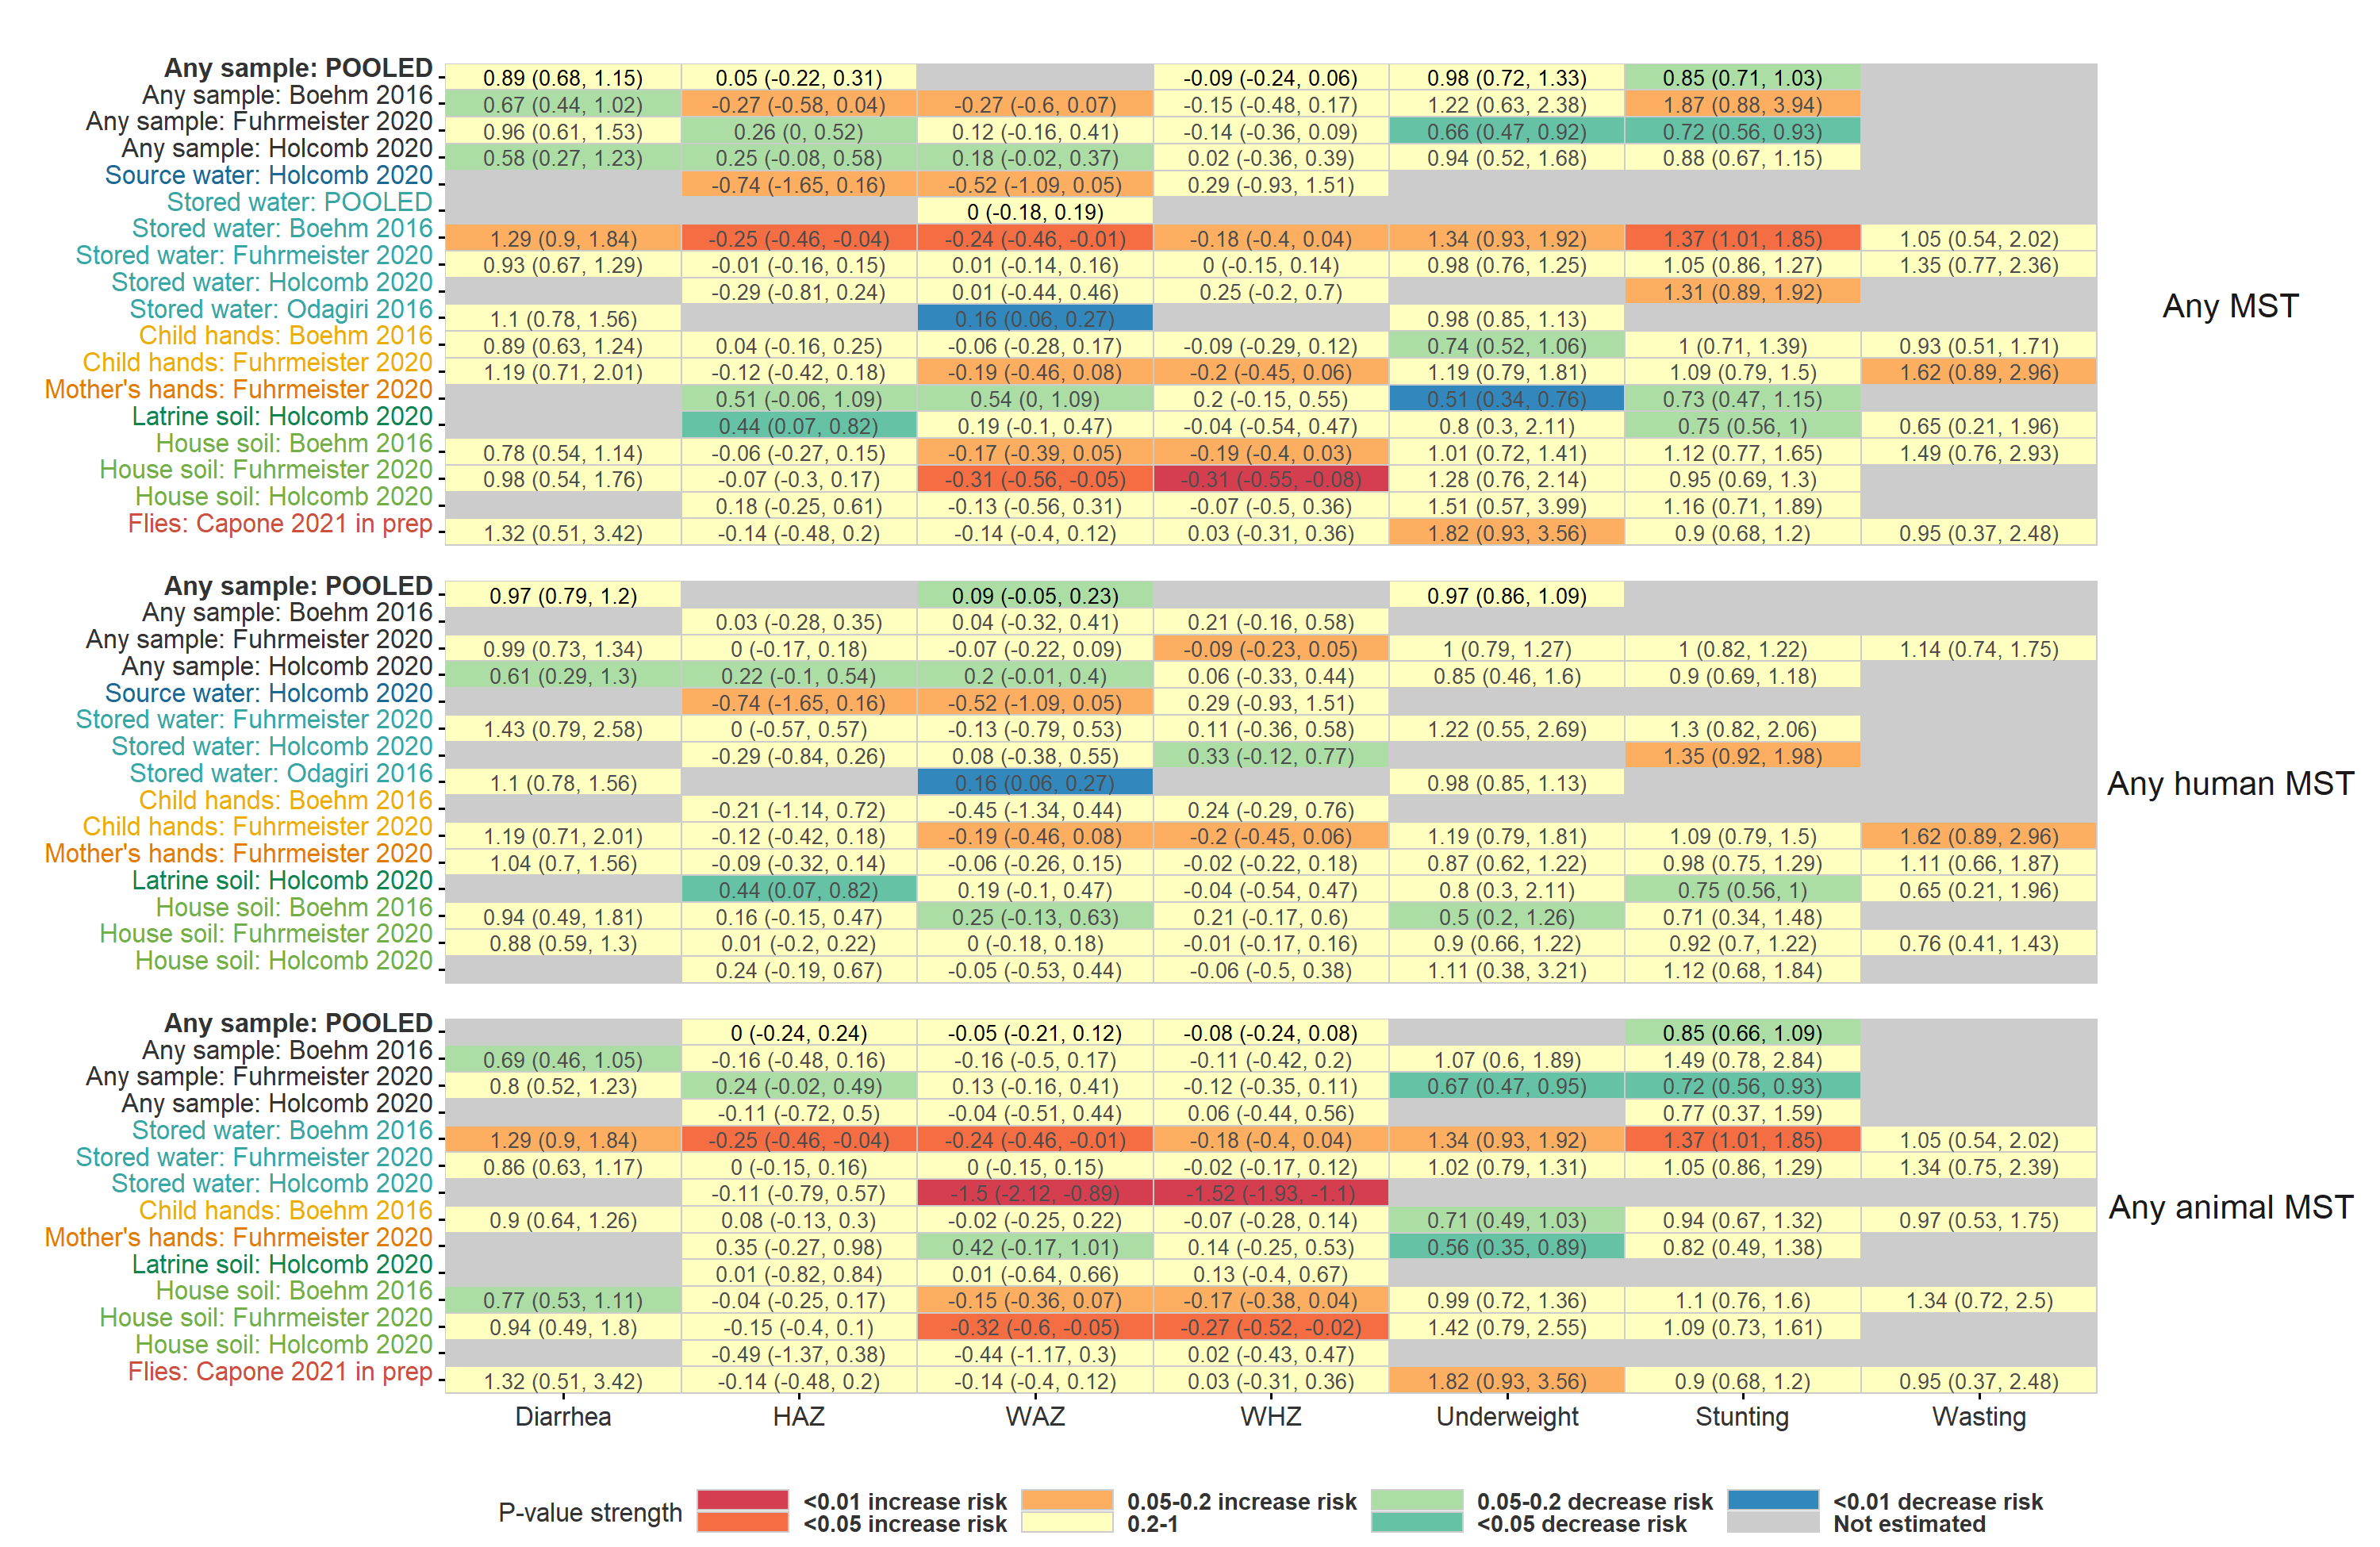 Any sample: POOLED 0.89 (0.68, 1.15) 0.05 (-0.22, 0.31) -0.09 (-0.24, 0.06) 0.98 (0.72, 1.33) 0.85 (0.71, 1.03)
Any sample: Boehm 2016 0.67 (0.44, 1.02) -0.27 (-0.58, 0.04) -0.27 (-0.6, 0.07) -0.15 (-0.48, 0.17) 1.22 (0.63, 2.38) 1.87 (0.88, 3.94)
Any sample: Fuhrmeister 2020 0.96 (0.61, 1.53) 0.26 (0, 0.52) 0.12 (-0.16, 0.41) -0.14 (-0.36, 0.09) 0.66 (0.47, 0.92) 0.72 (0.56, 0.93)
Any sample: Holcomb 2020 0.58 (0.27, 1.23) 0.25 (-0.08, 0.58) 0.18 (-0.02, 0.37) 0.02 (-0.36, 0.39) 0.94 (0.52, 1.68) 0.88 (0.67, 1.15)
Source water: Holcomb 2020 -0.74 (-1.65, 0.16) -0.52 (-1.09, 0.05) 0.29 (-0.93, 1.51)
Stored water: POOLED 0 (-0.18, 0.19)
Stored water: Boehm 2016 1.29 (0.9, 1.84) -0.25 (-0.46, -0.04) -0.24 (-0.46, -0.01) -0.18 (-0.4, 0.04) 1.34 (0.93, 1.92) 1.37 (1.01, 1.85) 1.05 (0.54, 2.02)
Stored water: Fuhrmeister 2020 0.93 (0.67, 1.29) -0.01 (-0.16, 0.15) 0.01 (-0.14, 0.16) 0 (-0.15, 0.14) 0.98 (0.76, 1.25) 1.05 (0.86, 1.27) 1.35 (0.77, 2.36)
Stored water: Holcomb 2020 -0.29 (-0.81, 0.24) 0.01 (-0.44, 0.46) 0.25 (-0.2, 0.7) 1.31 (0.89, 1.92)
Stored water: Odagiri 2016 1.1 (0.78, 1.56) 0.16 (0.06, 0.27) 0.98 (0.85, 1.13)
Child hands: Boehm 2016 0.89 (0.63, 1.24) 0.04 (-0.16, 0.25) -0.06 (-0.28, 0.17) -0.09 (-0.29, 0.12) 0.74 (0.52, 1.06) 1 (0.71, 1.39) 0.93 (0.51, 1.71)
Child hands: Fuhrmeister 2020 1.19 (0.71, 2.01) -0.12 (-0.42, 0.18) -0.19 (-0.46, 0.08) -0.2 (-0.45, 0.06) 1.19 (0.79, 1.81) 1.09 (0.79, 1.5) 1.62 (0.89, 2.96)
Mother's hands: Fuhrmeister 2020 0.51 (-0.06, 1.09) 0.54 (0, 1.09) 0.2 (-0.15, 0.55) 0.51 (0.34, 0.76) 0.73 (0.47, 1.15)
Latrine soil: Holcomb 2020 0.44 (0.07, 0.82) 0.19 (-0.1, 0.47) -0.04 (-0.54, 0.47) 0.8 (0.3, 2.11) 0.75 (0.56, 1) 0.65 (0.21, 1.96)
House soil: Boehm 2016 0.78 (0.54, 1.14) -0.06 (-0.27, 0.15) -0.17 (-0.39, 0.05) -0.19 (-0.4, 0.03) 1.01 (0.72, 1.41) 1.12 (0.77, 1.65) 1.49 (0.76, 2.93)
House soil: Fuhrmeister 2020 0.98 (0.54, 1.76) -0.07 (-0.3, 0.17) -0.31 (-0.56, -0.05) -0.31 (-0.55, -0.08) 1.28 (0.76, 2.14) 0.95 (0.69, 1.3)
House soil: Holcomb 2020 0.18 (-0.25, 0.61) -0.13 (-0.56, 0.31) -0.07 (-0.5, 0.36) 1.51 (0.57, 3.99) 1.16 (0.71, 1.89)
Flies: Capone 2021 in prep 1.32 (0.51, 3.42) -0.14 (-0.48, 0.2) -0.14 (-0.4, 0.12) 0.03 (-0.31, 0.36) 1.82 (0.93, 3.56) 0.9 (0.68, 1.2) 0.95 (0.37, 2.48)
Any MST
Any sample: POOLED 0.97 (0.79, 1.2) 0.09 (-0.05, 0.23) 0.97 (0.86, 1.09)
Any sample: Boehm 2016 0.03 (-0.28, 0.35) 0.04 (-0.32, 0.41) 0.21 (-0.16, 0.58)
Any sample: Fuhrmeister 2020 0.99 (0.73, 1.34) 0 (-0.17, 0.18) -0.07 (-0.22, 0.09) -0.09 (-0.23, 0.05) 1 (0.79, 1.27) 1 (0.82, 1.22) 1.14 (0.74, 1.75)
Any sample: Holcomb 2020 0.61 (0.29, 1.3) 0.22 (-0.1, 0.54) 0.2 (-0.01, 0.4) 0.06 (-0.33, 0.44) 0.85 (0.46, 1.6) 0.9 (0.69, 1.18)
Source water: Holcomb 2020 -0.74 (-1.65, 0.16) -0.52 (-1.09, 0.05) 0.29 (-0.93, 1.51)
Stored water: Fuhrmeister 2020 1.43 (0.79, 2.58) 0 (-0.57, 0.57) -0.13 (-0.79, 0.53) 0.11 (-0.36, 0.58) 1.22 (0.55, 2.69) 1.3 (0.82, 2.06)
Stored water: Holcomb 2020 -0.29 (-0.84, 0.26) 0.08 (-0.38, 0.55) 0.33 (-0.12, 0.77) 1.35 (0.92, 1.98)
Stored water: Odagiri 2016 1.1 (0.78, 1.56) 0.16 (0.06, 0.27) 0.98 (0.85, 1.13)
Child hands: Boehm 2016 -0.21 (-1.14, 0.72) -0.45 (-1.34, 0.44) 0.24 (-0.29, 0.76)
Child hands: Fuhrmeister 2020 1.19 (0.71, 2.01) -0.12 (-0.42, 0.18) -0.19 (-0.46, 0.08) -0.2 (-0.45, 0.06) 1.19 (0.79, 1.81) 1.09 (0.79, 1.5) 1.62 (0.89, 2.96)
Mother's hands: Fuhrmeister 2020 1.04 (0.7, 1.56) -0.09 (-0.32, 0.14) -0.06 (-0.26, 0.15) -0.02 (-0.22, 0.18) 0.87 (0.62, 1.22) 0.98 (0.75, 1.29) 1.11 (0.66, 1.87)
Latrine soil: Holcomb 2020 0.44 (0.07, 0.82) 0.19 (-0.1, 0.47) -0.04 (-0.54, 0.47) 0.8 (0.3, 2.11) 0.75 (0.56, 1) 0.65 (0.21, 1.96)
House soil: Boehm 2016 0.94 (0.49, 1.81) 0.16 (-0.15, 0.47) 0.25 (-0.13, 0.63) 0.21 (-0.17, 0.6) 0.5 (0.2, 1.26) 0.71 (0.34, 1.48)
House soil: Fuhrmeister 2020 0.88 (0.59, 1.3) 0.01 (-0.2, 0.22) 0 (-0.18, 0.18) -0.01 (-0.17, 0.16) 0.9 (0.66, 1.22) 0.92 (0.7, 1.22) 0.76 (0.41, 1.43)
House soil: Holcomb 2020 0.24 (-0.19, 0.67) -0.05 (-0.53, 0.44) -0.06 (-0.5, 0.38) 1.11 (0.38, 3.21) 1.12 (0.68, 1.84)
Any human MST
Any sample: POOLED 0 (-0.24, 0.24) -0.05 (-0.21, 0.12) -0.08 (-0.24, 0.08) 0.85 (0.66, 1.09)
Any sample: Boehm 2016 0.69 (0.46, 1.05) -0.16 (-0.48, 0.16) -0.16 (-0.5, 0.17) -0.11 (-0.42, 0.2) 1.07 (0.6, 1.89) 1.49 (0.78, 2.84)
Any sample: Fuhrmeister 2020 0.8 (0.52, 1.23) 0.24 (-0.02, 0.49) 0.13 (-0.16, 0.41) -0.12 (-0.35, 0.11) 0.67 (0.47, 0.95) 0.72 (0.56, 0.93)
Any sample: Holcomb 2020 -0.11 (-0.72, 0.5) -0.04 (-0.51, 0.44) 0.06 (-0.44, 0.56) 0.77 (0.37, 1.59)
Stored water: Boehm 2016 1.29 (0.9, 1.84) -0.25 (-0.46, -0.04) -0.24 (-0.46, -0.01) -0.18 (-0.4, 0.04) 1.34 (0.93, 1.92) 1.37 (1.01, 1.85) 1.05 (0.54, 2.02)
Stored water: Fuhrmeister 2020 0.86 (0.63, 1.17) 0 (-0.15, 0.16) 0 (-0.15, 0.15) -0.02 (-0.17, 0.12) 1.02 (0.79, 1.31) 1.05 (0.86, 1.29) 1.34 (0.75, 2.39)
Stored water: Holcomb 2020 -0.11 (-0.79, 0.57) -1.5 (-2.12, -0.89) -1.52 (-1.93, -1.1)
Child hands: Boehm 2016 0.9 (0.64, 1.26) 0.08 (-0.13, 0.3) -0.02 (-0.25, 0.22) -0.07 (-0.28, 0.14) 0.71 (0.49, 1.03) 0.94 (0.67, 1.32) 0.97 (0.53, 1.75)
Mother's hands: Fuhrmeister 2020 0.35 (-0.27, 0.98) 0.42 (-0.17, 1.01) 0.14 (-0.25, 0.53) 0.56 (0.35, 0.89) 0.82 (0.49, 1.38)
Latrine soil: Holcomb 2020 0.01 (-0.82, 0.84) 0.01 (-0.64, 0.66) 0.13 (-0.4, 0.67)
House soil: Boehm 2016 0.77 (0.53, 1.11) -0.04 (-0.25, 0.17) -0.15 (-0.36, 0.07) -0.17 (-0.38, 0.04) 0.99 (0.72, 1.36) 1.1 (0.76, 1.6) 1.34 (0.72, 2.5)
House soil: Fuhrmeister 2020 0.94 (0.49, 1.8) -0.15 (-0.4, 0.1) -0.32 (-0.6, -0.05) -0.27 (-0.52, -0.02) 1.42 (0.79, 2.55) 1.09 (0.73, 1.61)
House soil: Holcomb 2020 -0.49 (-1.37, 0.38) -0.44 (-1.17, 0.3) 0.02 (-0.43, 0.47)
Flies: Capone 2021 in prep 1.32 (0.51, 3.42) -0.14 (-0.48, 0.2) -0.14 (-0.4, 0.12) 0.03 (-0.31, 0.36) 1.82 (0.93, 3.56) 0.9 (0.68, 1.2) 0.95 (0.37, 2.48)
Any animal MST
Diarrhea HAZ WAZ WHZ Underweight Stunting Wasting
P-value strength
<0.01 increase risk 0.05-0.2 increase risk 0.05-0.2 decrease risk <0.01 decrease risk
<0.05 increase risk 0.2-1 <0.05 decrease risk Not estimated